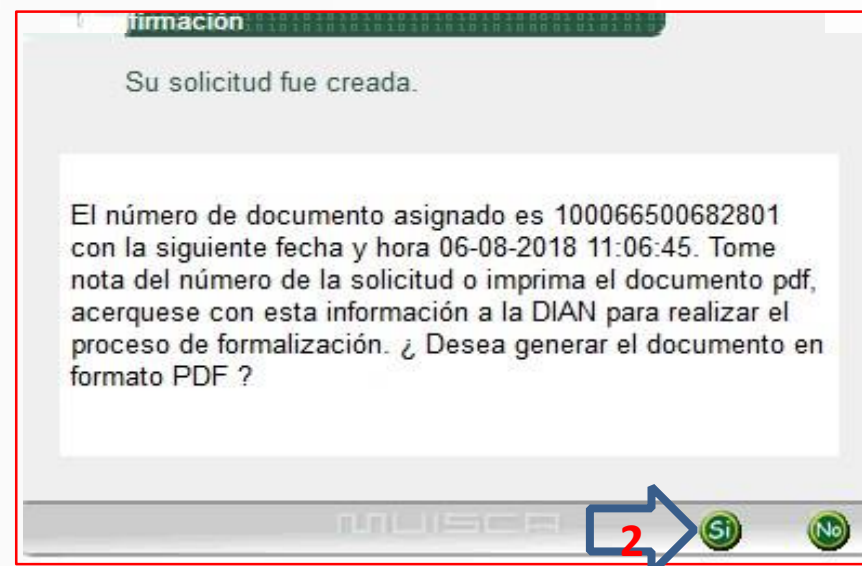 firmación
Su solicitud fue creada.
El número de documento asignado es 100066500682801
con la siguiente fecha y hora 06-08-2018 11:06:45. Tome
nota del número de la solicitud o imprima el documento pdf,
acerquese con esta información a la DIAN para realizar el
proceso de formalización. ¿ Desea generar el documento en
formato PDF ?
MUISCA
2
Si
No